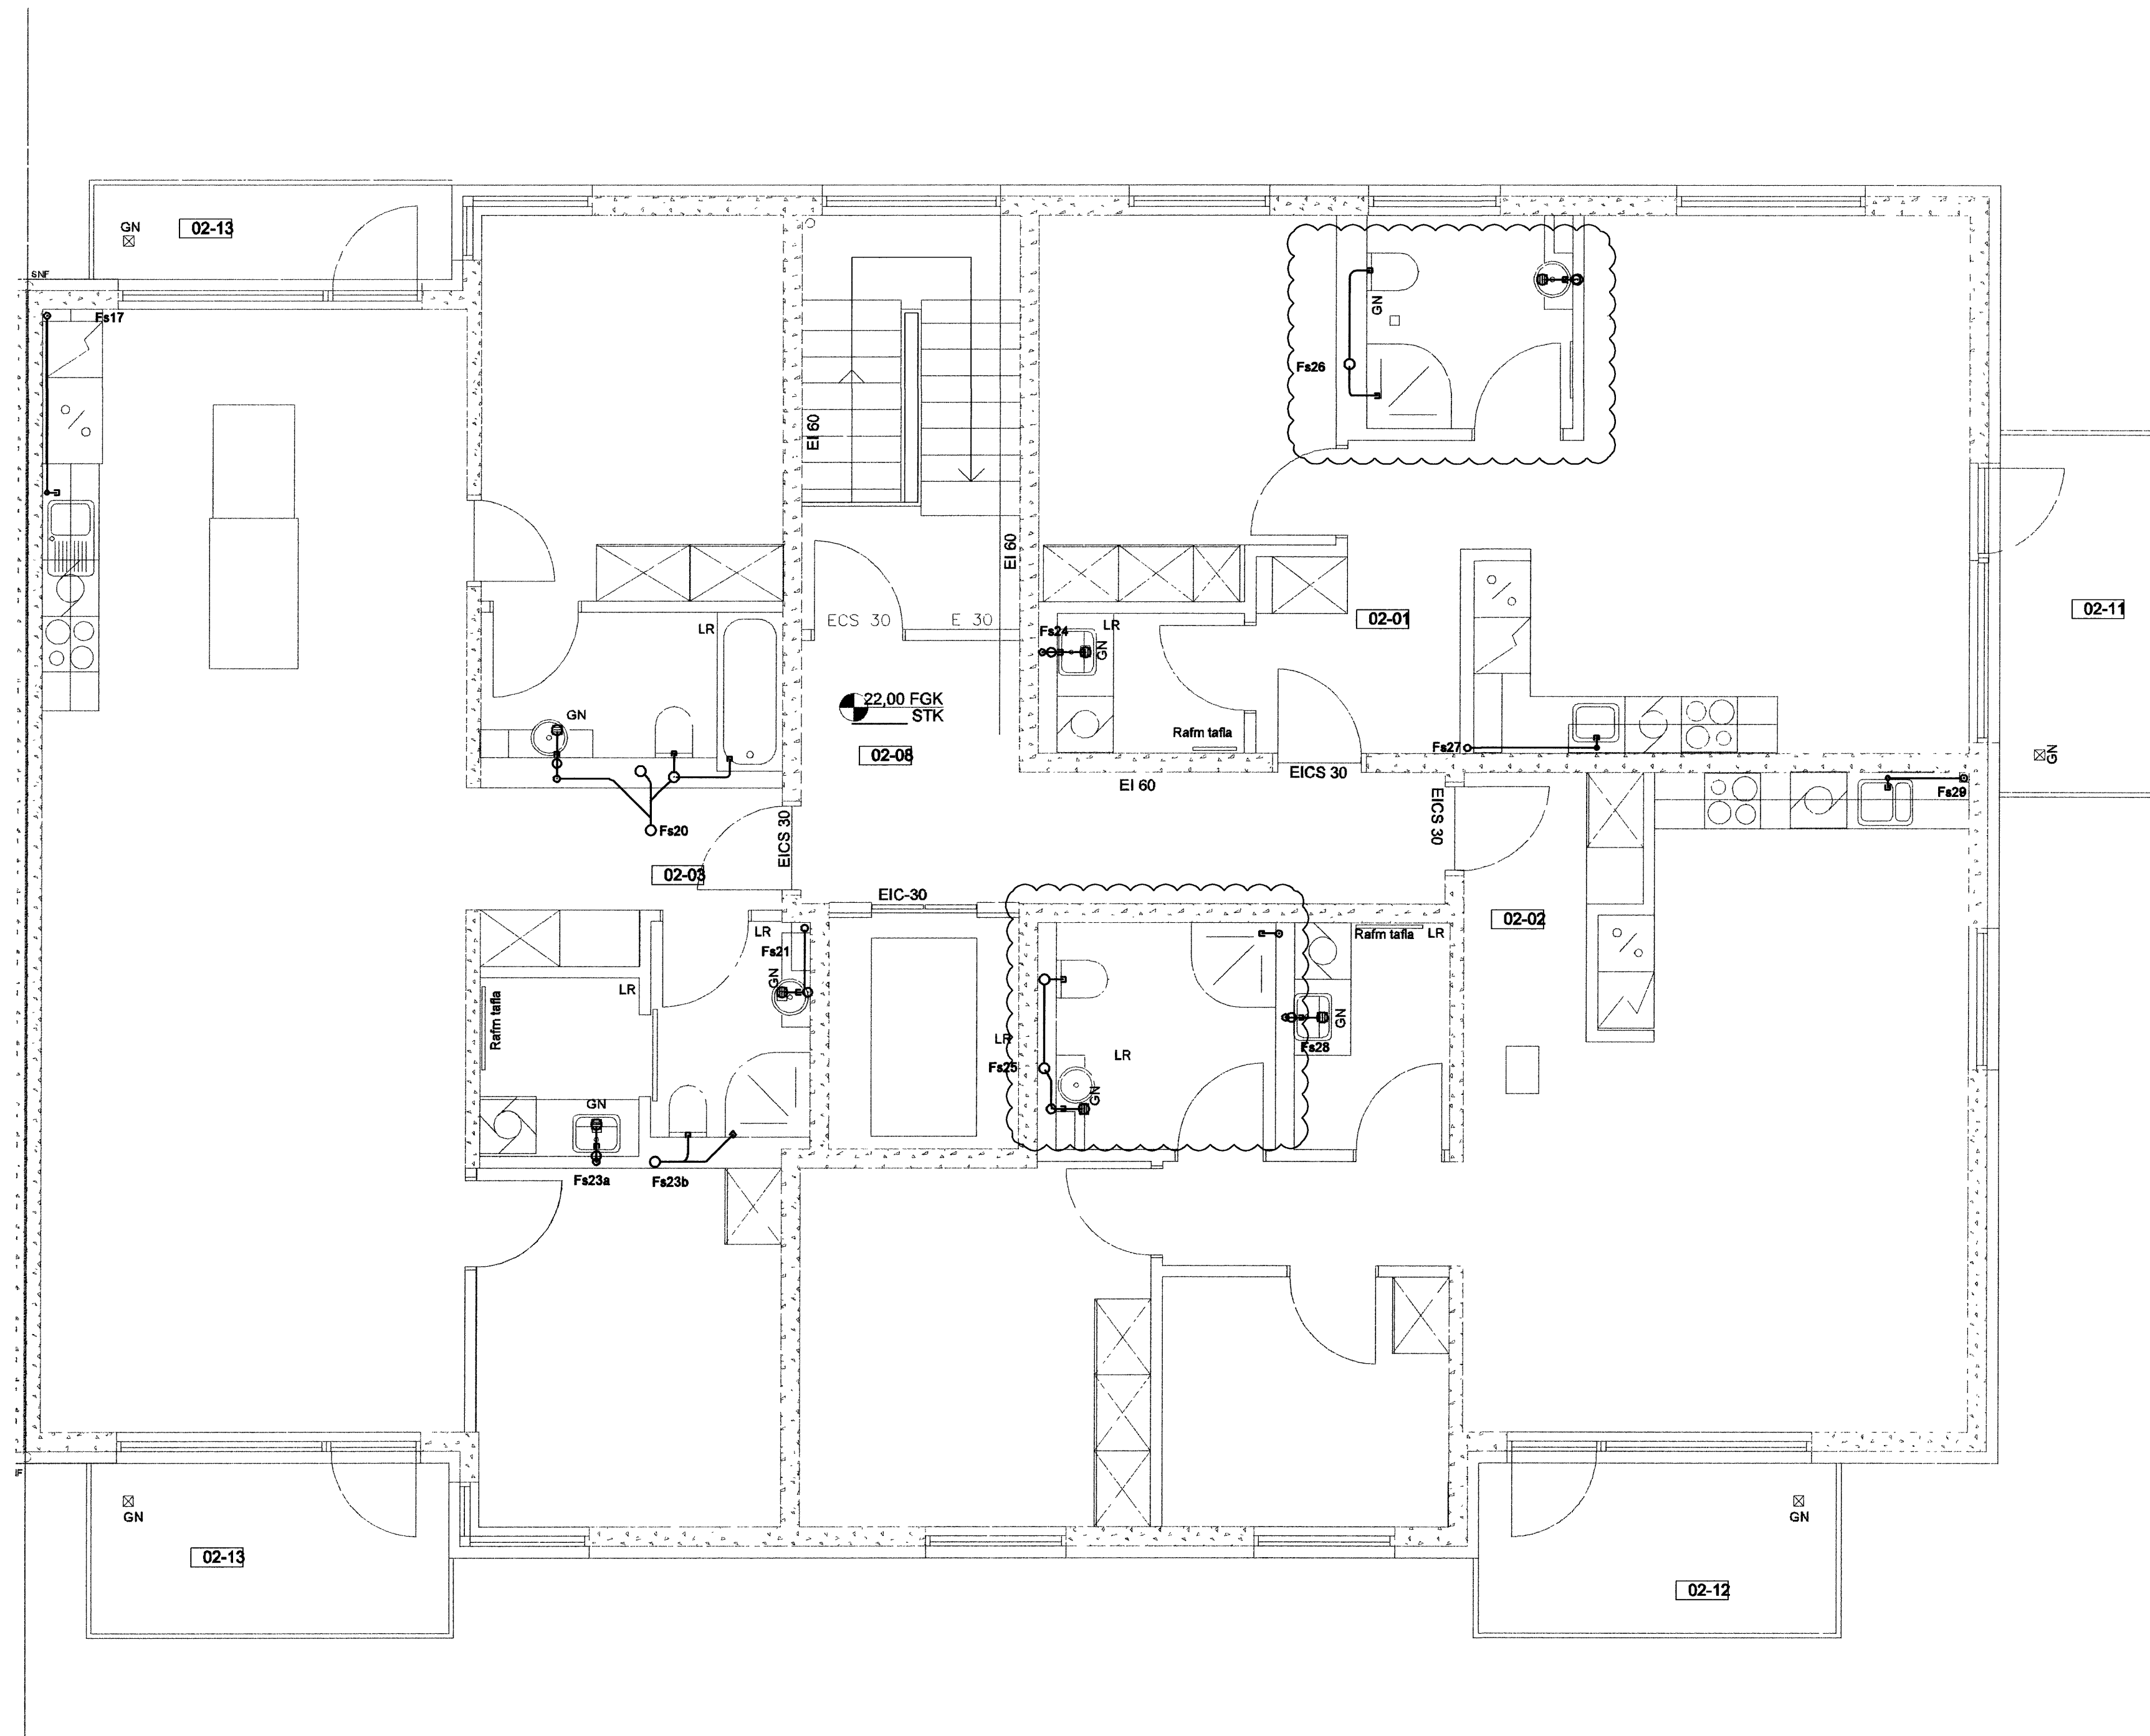 GN
02-13
SNF
Fs17
GN
Fs26
EI 60
EI 60
LR
ECS 30
E 30
Fs24
LR
GN
02-01
02-11
GN
22,00 FGK
STK
02-08
Rafm tafla
Fs27
GN
EI 60
EICS 30
EICS 30
Fs29
Fs20
EICS 30
02-03
EIC-30
02-02
LR
Fs21
GN
Rafm tafla
LR
LR
Rafm tafla
GN
LR
LR
Fs28
Fs25
GN
GN
Fs23a
Fs23b
IF
GN
GN
02-13
02-12